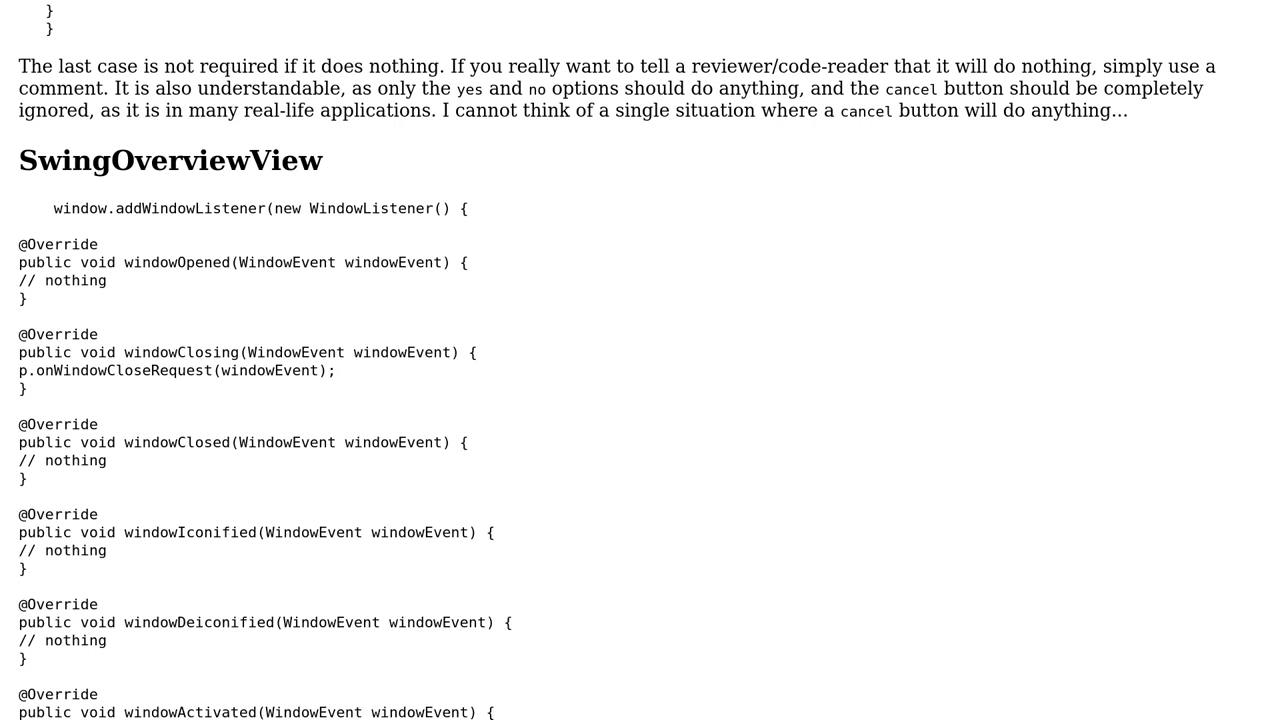 }
}
The last case is not required if it does nothing. If you really want to tell a reviewer/code-reader that it will do nothing, simply use a
comment. It is also understandable, as only the yes and no options should do anything, and the cancel button should be completely
ignored, as it is in many real-life applications. I cannot think of a single situation where a cancel button will do anything...
SwingOverviewView
window.addWindowListener(new WindowListener() {
@Override
public void windowOpened(WindowEvent windowEvent) {
// nothing
}
@Override
public void windowClosing(WindowEvent windowEvent) {
p.onWindowCloseRequest(windowEvent);
}
@Override
public void windowClosed(WindowEvent windowEvent) {
// nothing
}
@Override
public void windowIconified(WindowEvent windowEvent) {
// nothing
}
@Override
public void windowDeiconified(WindowEvent windowEvent) {
// nothing
}
@Override
public void windowActivated(WindowEvent windowEvent) {